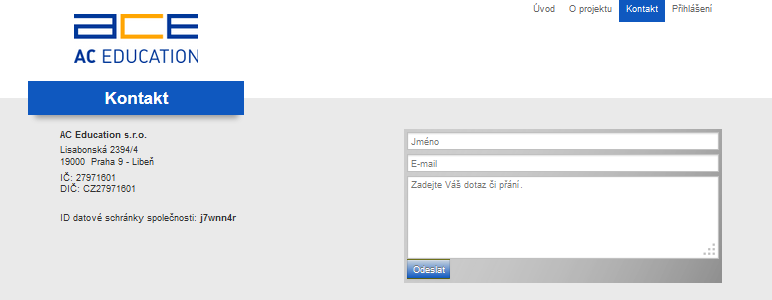 ace
AC EDUCATION
Úvod O projektu Kontakt Přihlášení
Kontakt
AC Education s.r.o.
Lisabonská 2394/4
19000 Praha 9 - Libeň
IČ: 27971601
DIČ: CZ27971601
ID datové schránky společnosti: j7wnn4r
Jméno
E-mail
Zadejte Váš dotaz či přání.
Odeslat